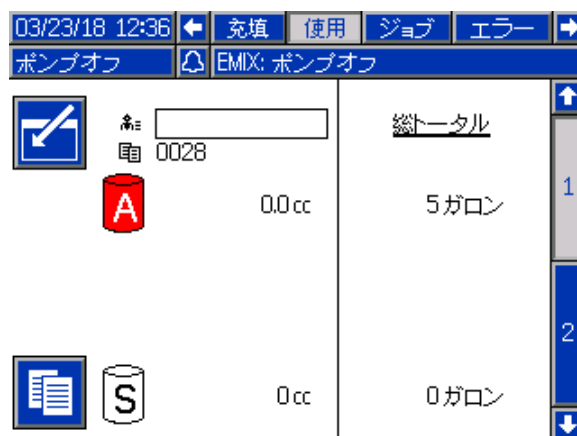 03/23/18 12:36 充填 使用 ジョブ エラー
ポンプオフ EMIX: ポンプオフ
総トータル
0028
A 0.0 cc 5 ガロン
1
2
S 0 cc 0 ガロン